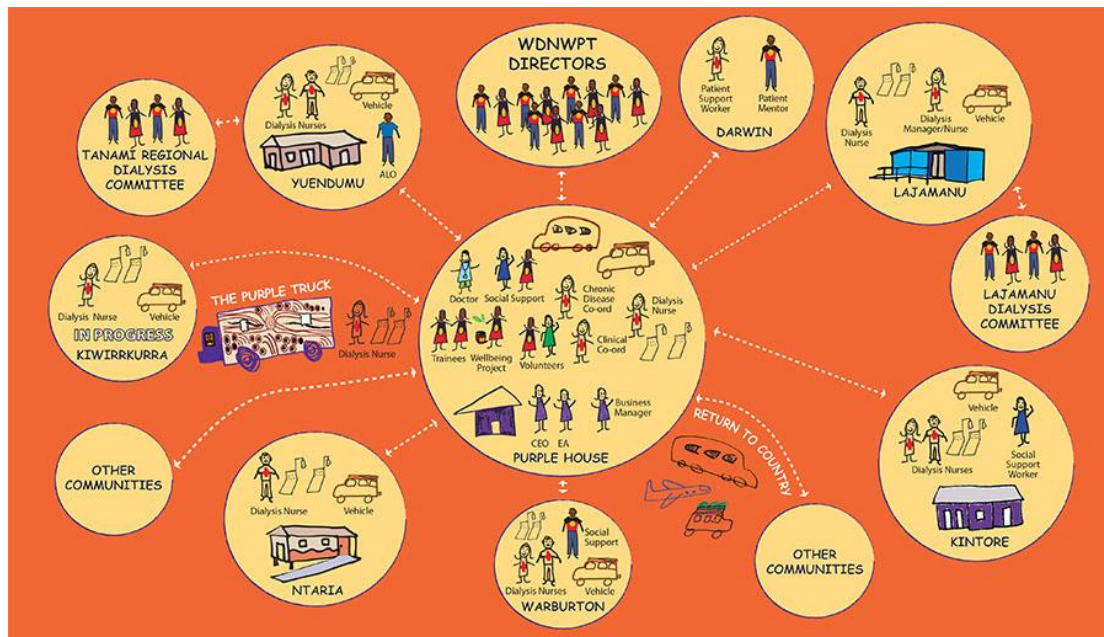 TANAMI REGIONAL
DIALYSIS
COMMITTEE
Dialysis Nurses
Vehicle
ALO
YUENDUMU
WDNWPT
DIRECTORS
Patient
Support
Worker
Patient
Mentor
DARWIN
Dialysis
Nurse
Dialysis
Manager/Nurse
Vehicle
LAJAMANU
LAJAMANU
DIALYSIS
COMMITTEE
Dialysis Nurse
Vehicle
IN PROGRESS
KIWIRRKURRA
THE PURPLE TRUCK
Dialysis Nurse
Doctor
Social Support
Chronic
Disease
Co-ord
Dialysis
Nurse
Trainees
Wellbeing
Project
Volunteers
Clinical
Co-ord
CEO
EA
Business
Manager
PURPLE HOUSE
OTHER
COMMUNITIES
Dialysis Nurse
Vehicle
NTARIA
Social
Support
Dialysis Nurses
Vehicle
WARBURTON
RETURN TO COUNTRY
OTHER
COMMUNITIES
Vehicle
Dialysis Nurses
Social
Support
Worker
KINTORE